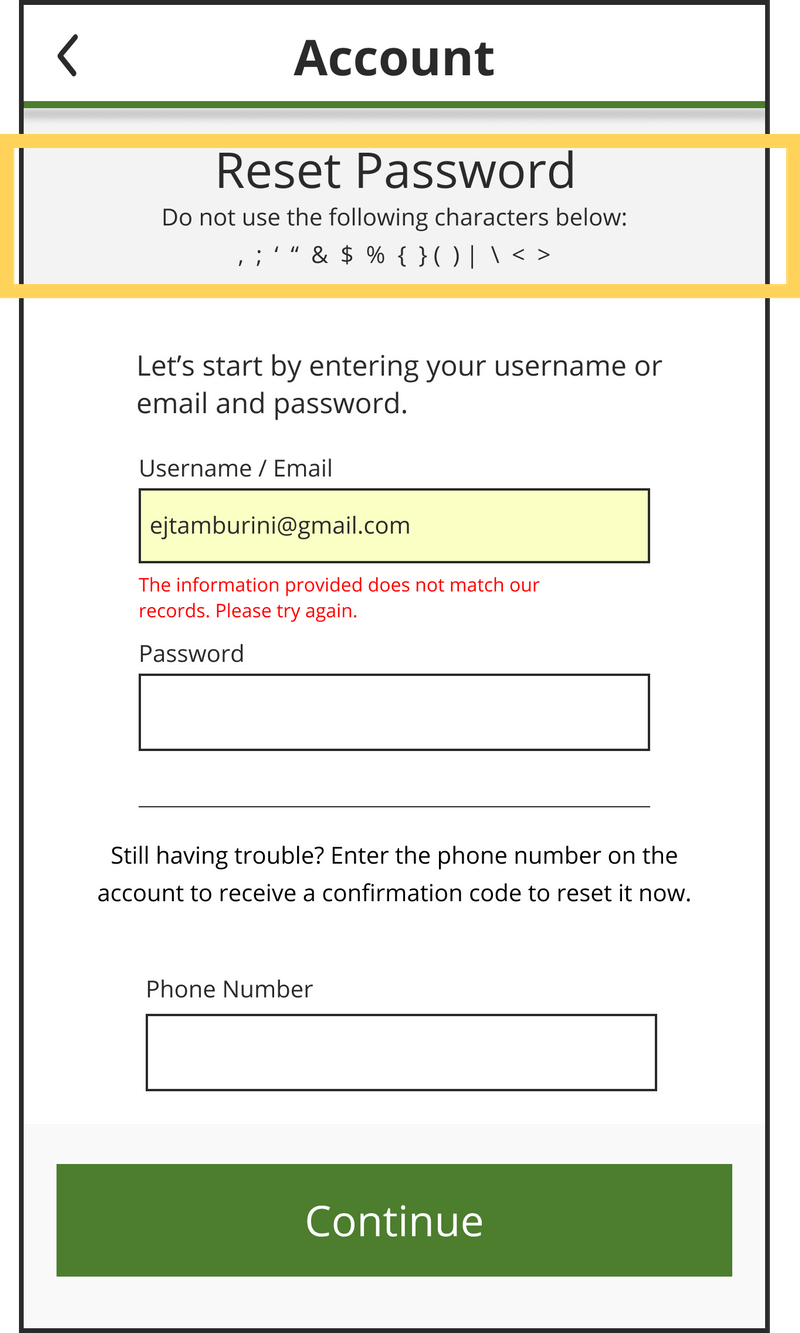 Account
Reset Password
Do not use the following characters below:
, ; ‘ “ & $ % { }( )| \ < >
Let’s start by entering your username or
email and password.
Username / Email
ejtamburini@gmail.com
The information provided does not match our
records. Please try again.
Password
Still having trouble? Enter the phone number on the
account to receive a confirmation code to reset it now.
Phone Number
Continue